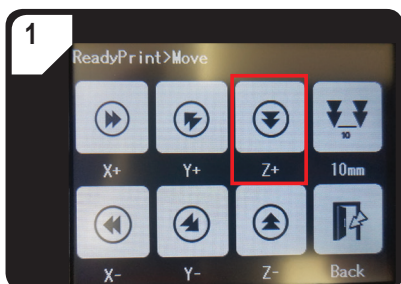 1
ReadyPrint>Move
X+ Y+ Z+ 10mm
10
X- Y- Z- Back